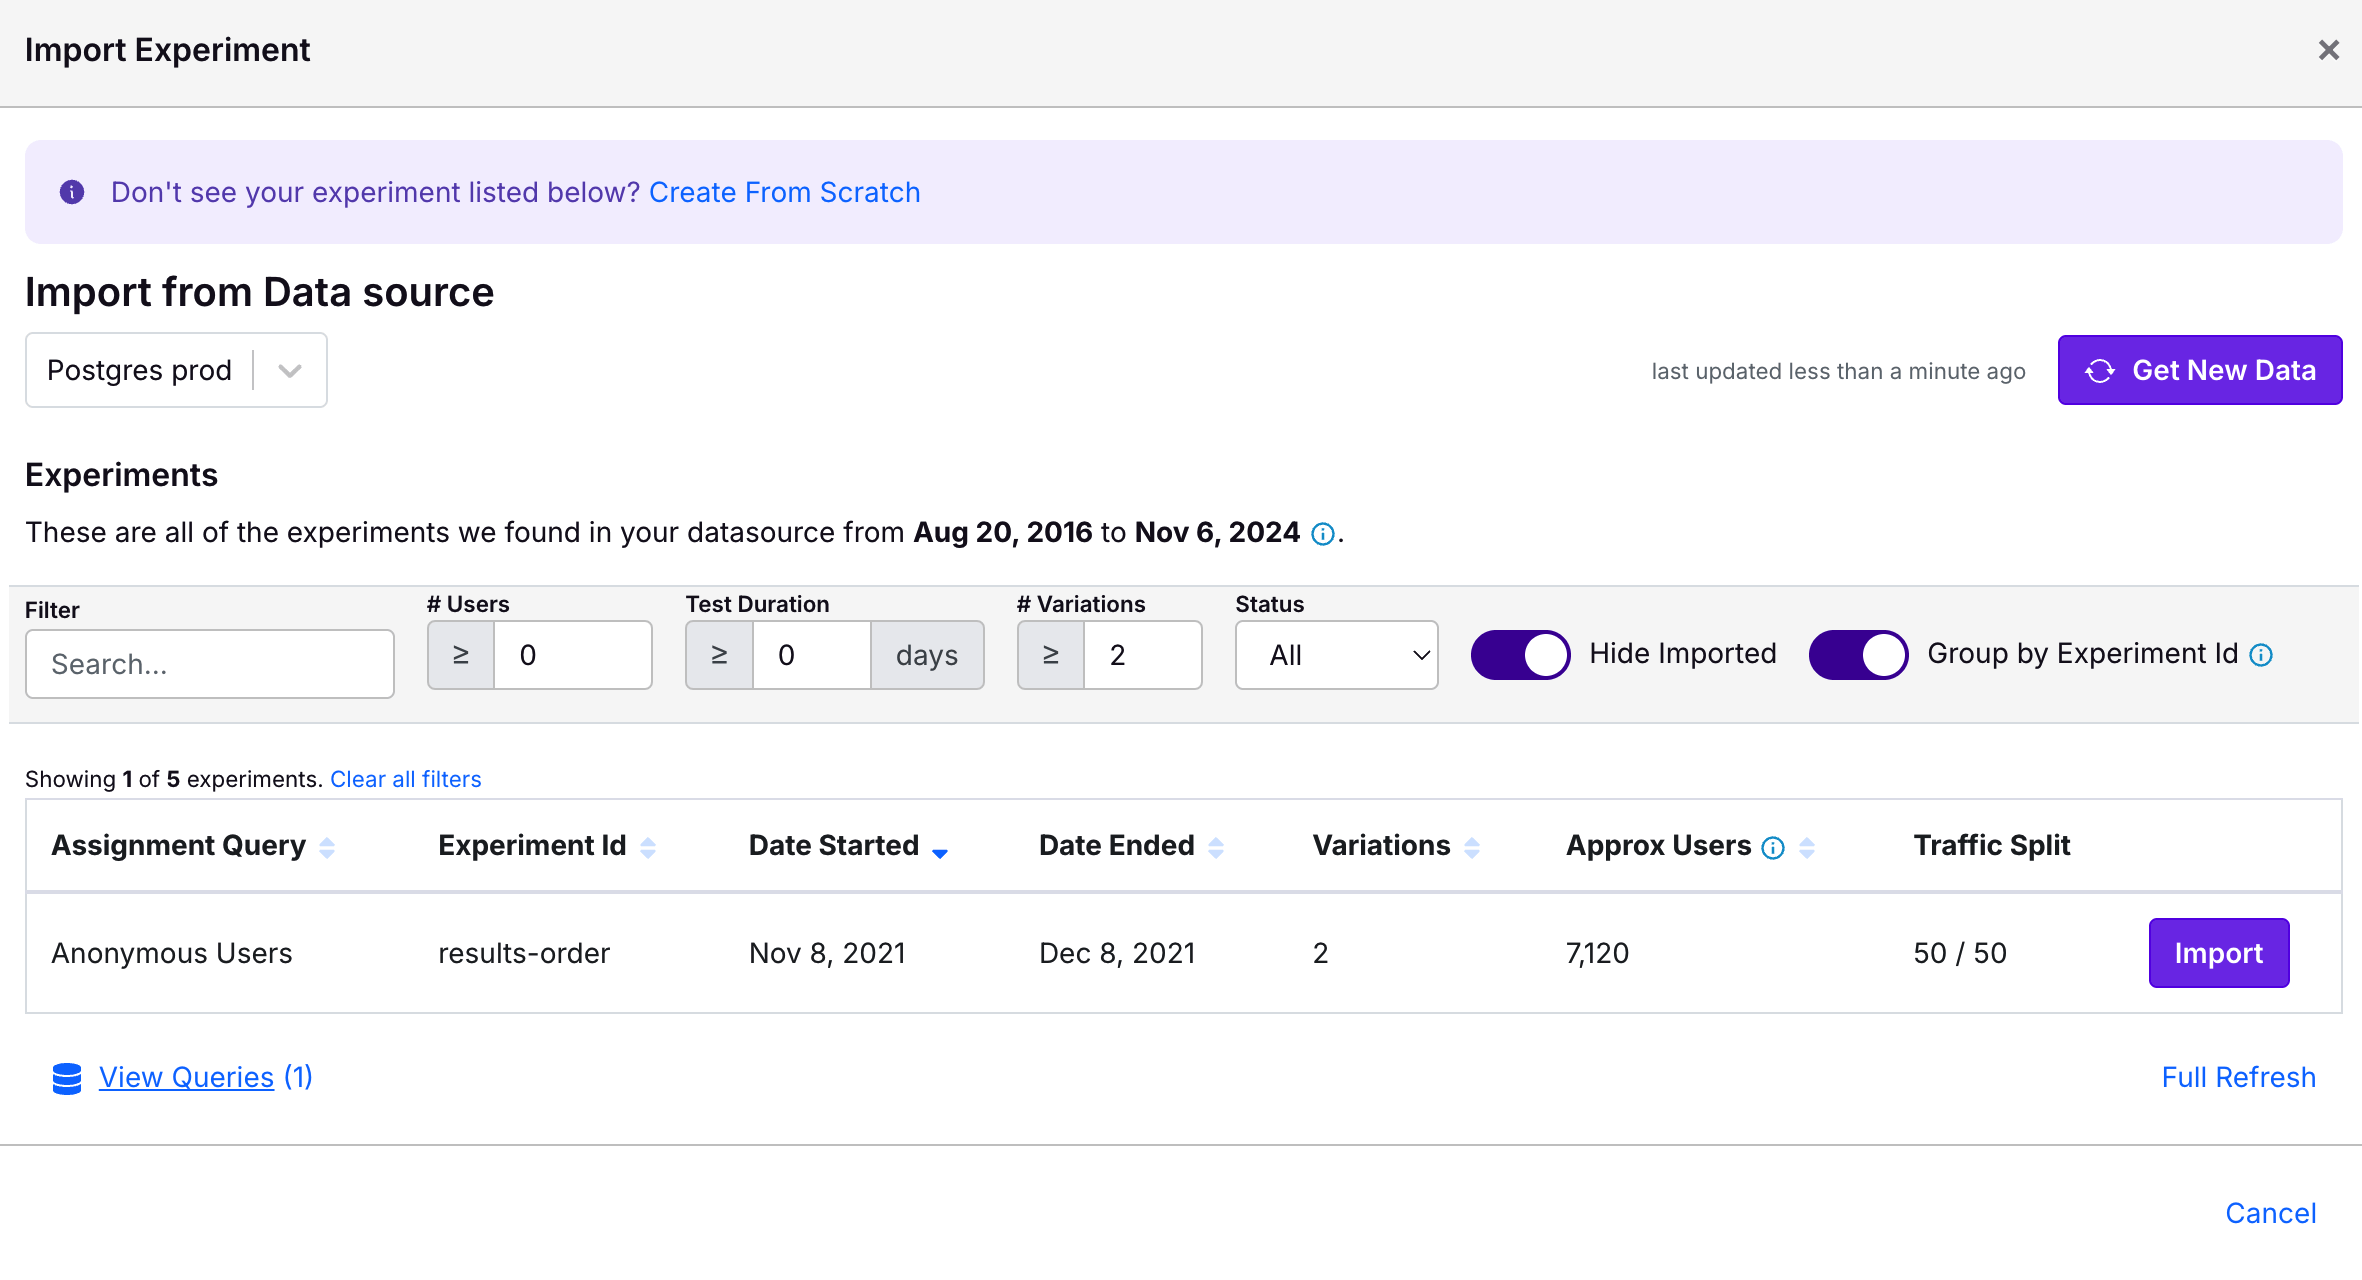 Import Experiment
Don't see your experiment listed below? Create From Scratch
Import from Data source
Postgres prod
last updated less than a minute ago
Get New Data
Experiments
These are all of the experiments we found in your datasource from Aug 20, 2016 to Nov 6, 2024 .
Filter # Users Test Duration # Variations Status
Search... ≥ 0 ≥ 0 days ≥ 2 All Hide Imported Group by Experiment Id
Showing 1 of 5 experiments. Clear all filters
Assignment Query Experiment Id Date Started Date Ended Variations Approx Users Traffic Split
Anonymous Users results-order Nov 8, 2021 Dec 8, 2021 2 7,120 50 / 50 Import
View Queries (1) Full Refresh
Cancel